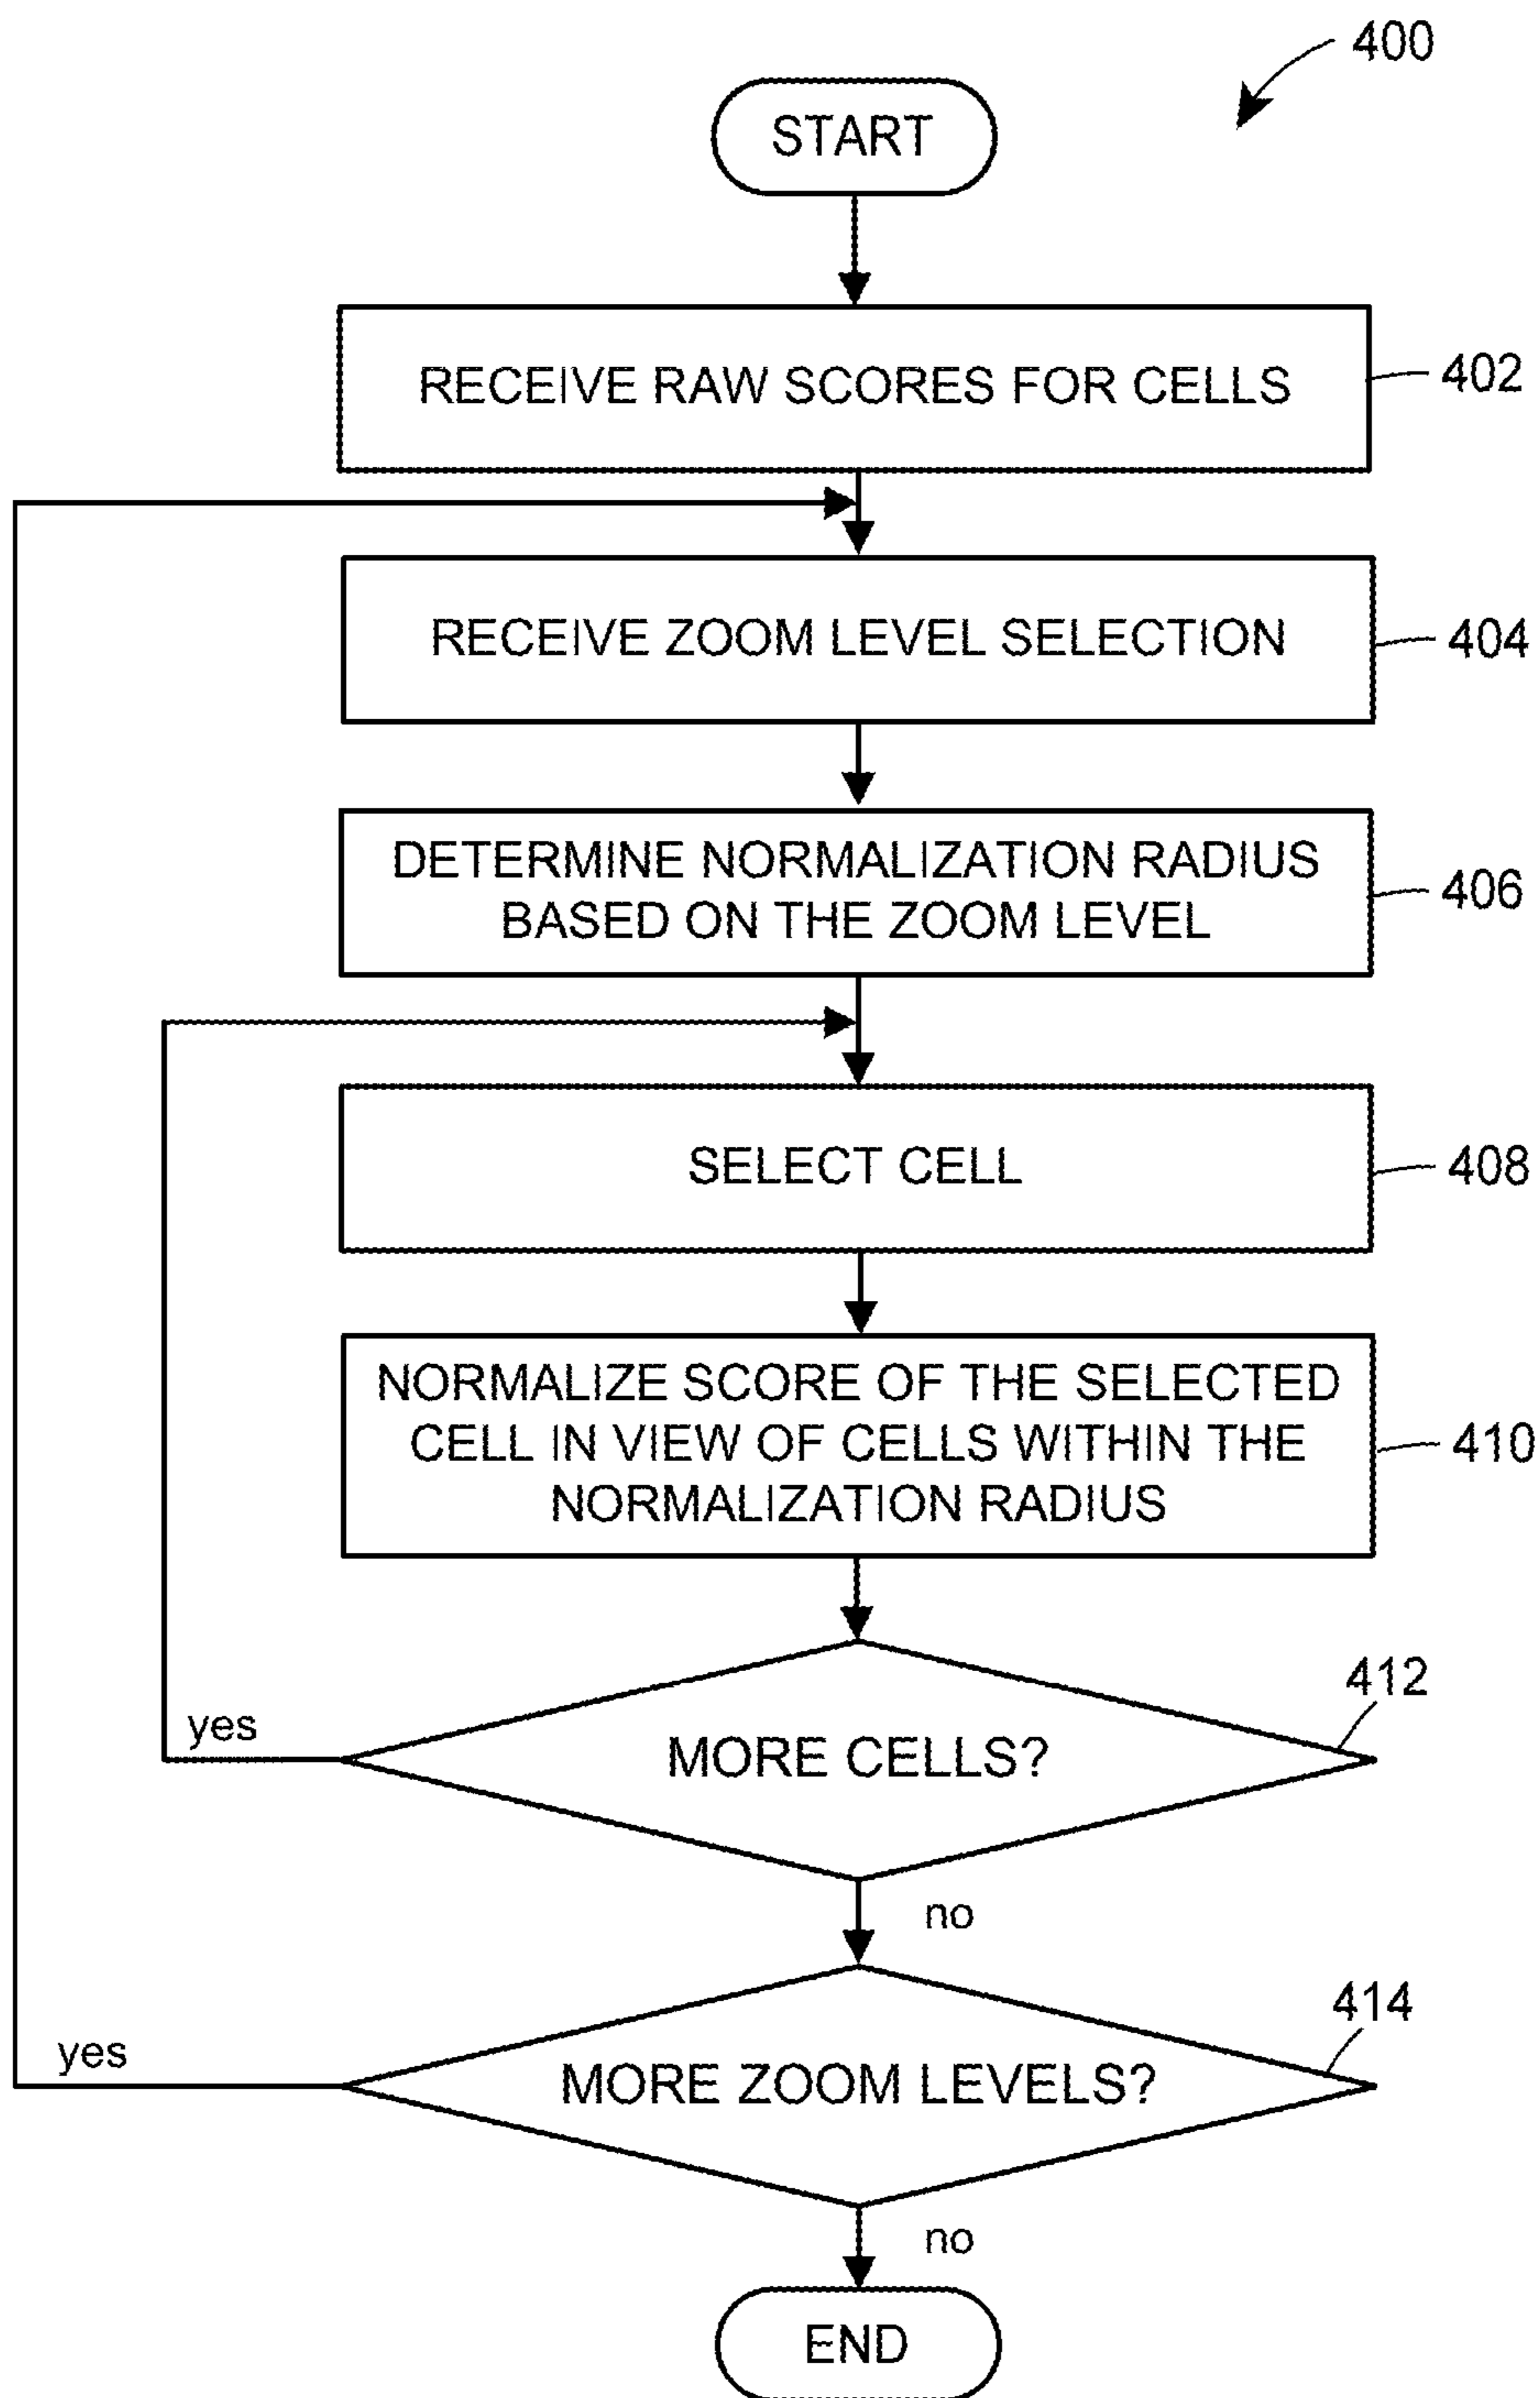 400
START
RECEIVE RAW SCORES FOR CELLS
402
RECEIVE ZOOM LEVEL SELECTION
404
DETERMINE NORMALIZATION RADIUS
BASED ON THE ZOOM LEVEL
406
SELECT CELL
408
NORMALIZE SCORE OF THE SELECTED
CELL IN VIEW OF CELLS WITHIN THE
NORMALIZATION RADIUS
410
412
yes
MORE CELLS?
no
414
yes
MORE ZOOM LEVELS?
no
END